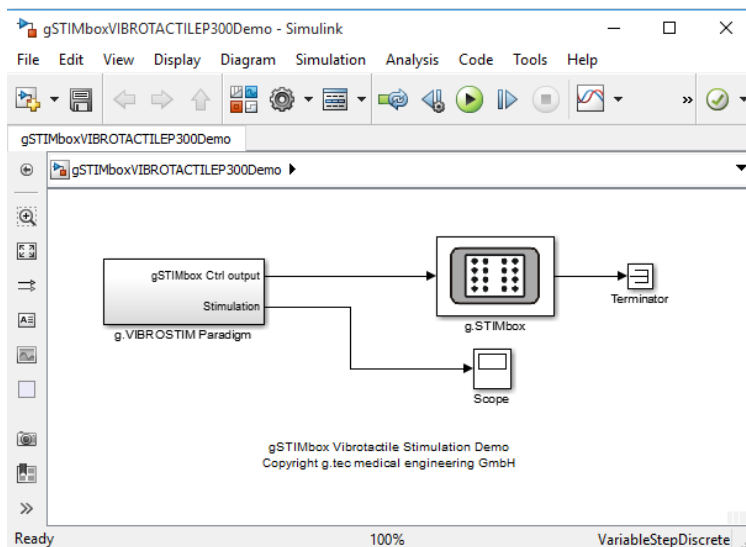 gSTIMboxVIBROTACTILEP300Demo - Simulink
File Edit View Display Diagram Simulation Analysis Code Tools Help
»
gSTIMboxVIBROTACTILEP300Demo
gSTIMboxVIBROTACTILEP300Demo
gSTIMbox Ctrl output
Stimulation
g.VIBROSTIM Paradigm
g.STIMbox
Terminator
Scope
gSTIMbox Vibrotactile Stimulation Demo
Copyright g.tec medical engineering GmbH
A
»
Ready 100% VariableStepDiscrete